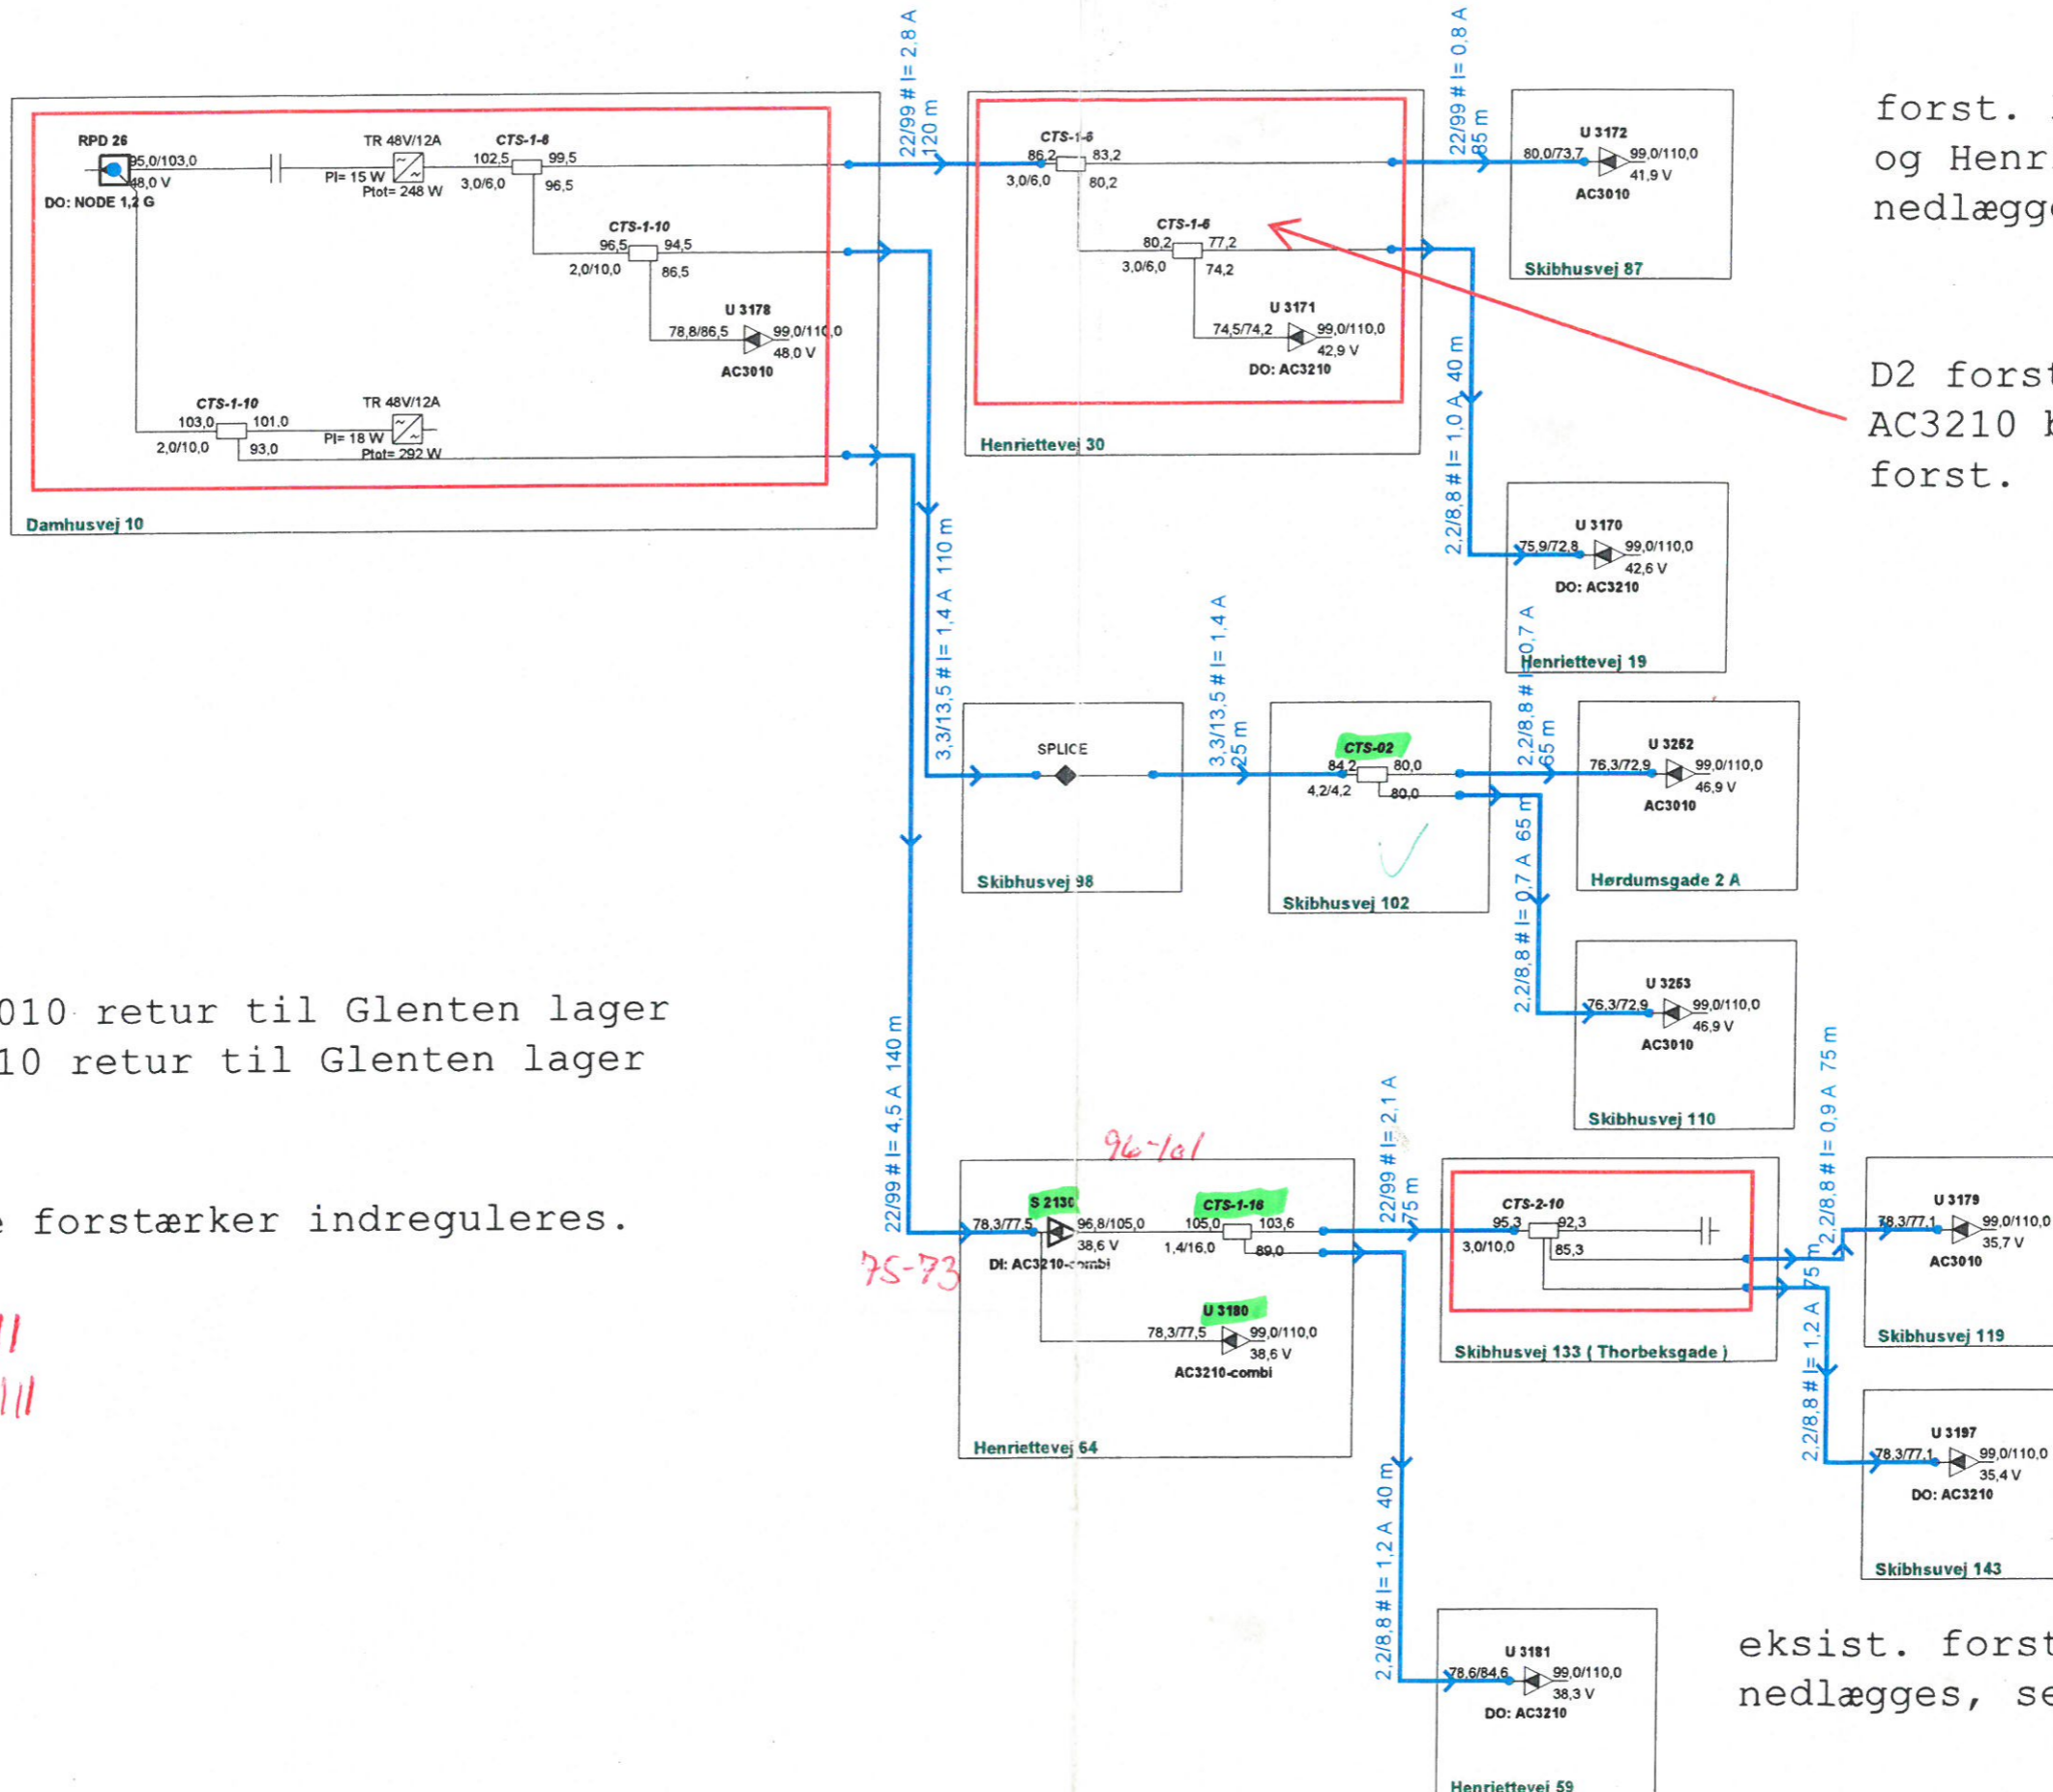 RPD 26
95,0/103,0
48,0 V
DO: NODE 1,2 G
TR 48V/12A
PI= 15 W
Ptot= 248 W
CTS-1-6
102,5
99,5
3,0/6,0
96,5
CTS-1-10
96,5
94,5
2,0/10,0
86,5
U 3178
78,8/86,5
99,0/110,0
48,0 V
AC3010
CTS-1-10
103,0
101,0
2,0/10,0
93,0
TR 48V/12A
PI= 18 W
Ptot= 292 W
Damhusvej 10
22/99 # I= 2,8 A
120 m
CTS-1-6
86,2
83,2
3,0/6,0
80,2
CTS-1-6
80,2
77,2
3,0/6,0
74,2
U 3171
74,5/74,2
99,0/110,0
42,9 V
DO: AC3210
Henriettevej 30
22/99 # I= 0,8 A
85 m
U 3172
80,0/73,7
99,0/110,0
41,9 V
AC3010
Skibhusvej 87
forst.
og Henr
nedlægge
D2 forst
AC3210
forst.
2,2/8,8 # I= 1,0 A 40 m
U 3170
75,9/72,8
99,0/110,0
42,6 V
DO: AC3210
Henriettevej 19
3,3/13,5 # I= 1,4 A 110 m
SPLICE
Skibhusvej 98
3,3/13,5 # I= 1,4 A
25 m
CTS-02
84,2
80,0
4,2/4,2
80,0
Skibhusvej 102
2,2/8,8 # I= 0,7 A
65 m
U 3252
76,3/72,9
99,0/110,0
46,9 V
AC3010
Hørdumsgade 2 A
2,2/8,8 # I= 0,7 A 65 m
U 3253
76,3/72,9
99,0/110,0
46,9 V
AC3010
Skibhusvej 110
010 retur til Glenten lager
10 retur til Glenten lager
e forstærker indreguleres.
22/99 # I= 4,5 A 140 m
75-73
96-101
S 2130
78,3/77,5
96,8/105,0
38,6 V
DI: AC3210-combi
CTS-1-16
105,0
103,6
1,4/16,0
89,0
U 3180
78,3/77,5
99,0/110,0
38,6 V
AC3210-combi
Henriettevej 64
22/99 # I= 2,1 A
75 m
CTS-2-10
95,3
92,3
3,0/10,0
85,3
Skibhusvej 133 ( Thorbeksgade )
2,2/8,8 # I= 0,9 A 75 m
U 3179
78,3/77,1
99,0/110,0
35,7 V
AC3010
Skibhusvej 119
2,2/8,8 # I= 1,2 A 75 m
U 3197
78,3/77,1
99,0/110,0
35,4 V
DO: AC3210
Skibhsuvej 143
2,2/8,8 # I= 1,2 A 40 m
U 3181
78,6/84,6
99,0/110,0
38,3 V
DO: AC3210
Henriettevej 59
eksist. forst
nedlægges, se